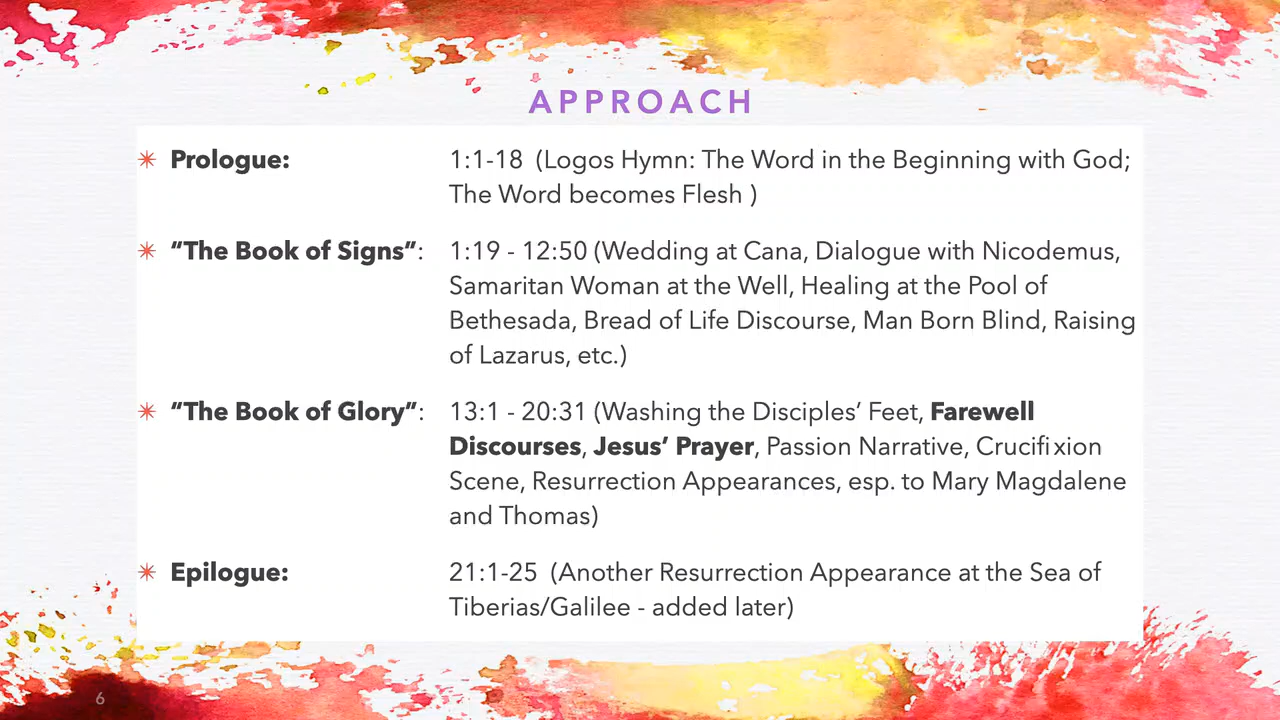 APPROACH
✴ Prologue: 1:1-18 (Logos Hymn: The Word in the Beginning with God;
The Word becomes Flesh )
✴ “The Book of Signs”: 1:19 - 12:50 (Wedding at Cana, Dialogue with Nicodemus,
Samaritan Woman at the Well, Healing at the Pool of
Bethesada, Bread of Life Discourse, Man Born Blind, Raising
of Lazarus, etc.)
✴ “The Book of Glory”: 13:1 - 20:31 (Washing the Disciples’ Feet, Farewell
Discourses, Jesus’ Prayer, Passion Narrative, Crucifixion
Scene, Resurrection Appearances, esp. to Mary Magdalene
and Thomas)
✴ Epilogue: 21:1-25 (Another Resurrection Appearance at the Sea of
Tiberias/Galilee - added later)
6